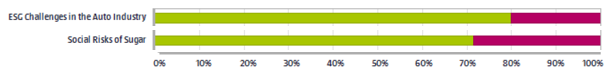 ESG Challenges in the Auto Industry
Social Risks of Sugar
0% 10% 20% 30% 40% 50% 60% 70% 80% 90% 100%